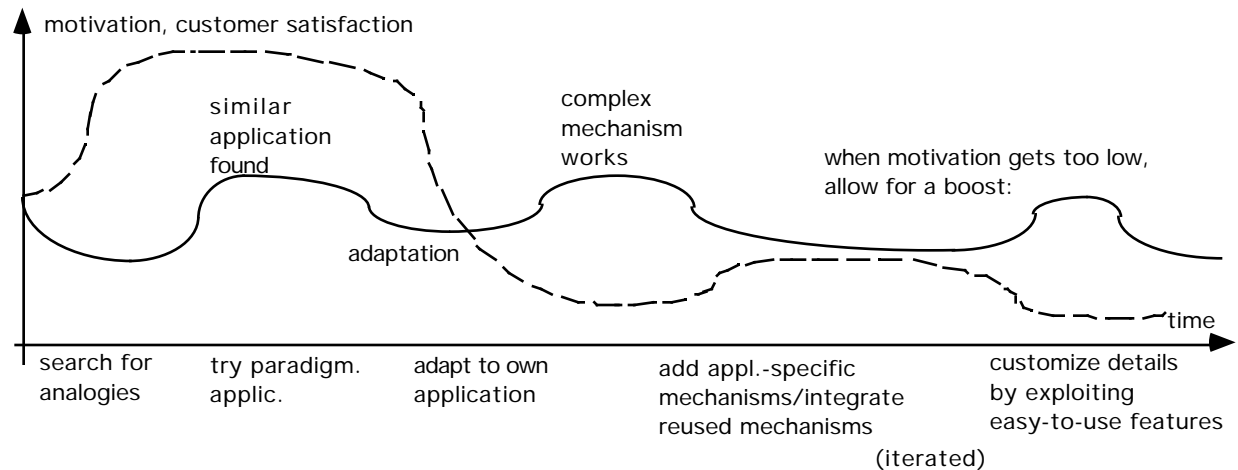 motivation, customer satisfaction
similar
application
found
complex
mechanism
works
when motivation gets too low,
allow for a boost:
adaptation
time
search for
analogies
try paradigm.
applic.
adapt to own
application
add appl.-specific
mechanisms/integrate
reused mechanisms
(iterated)
customize details
by exploiting
easy-to-use features